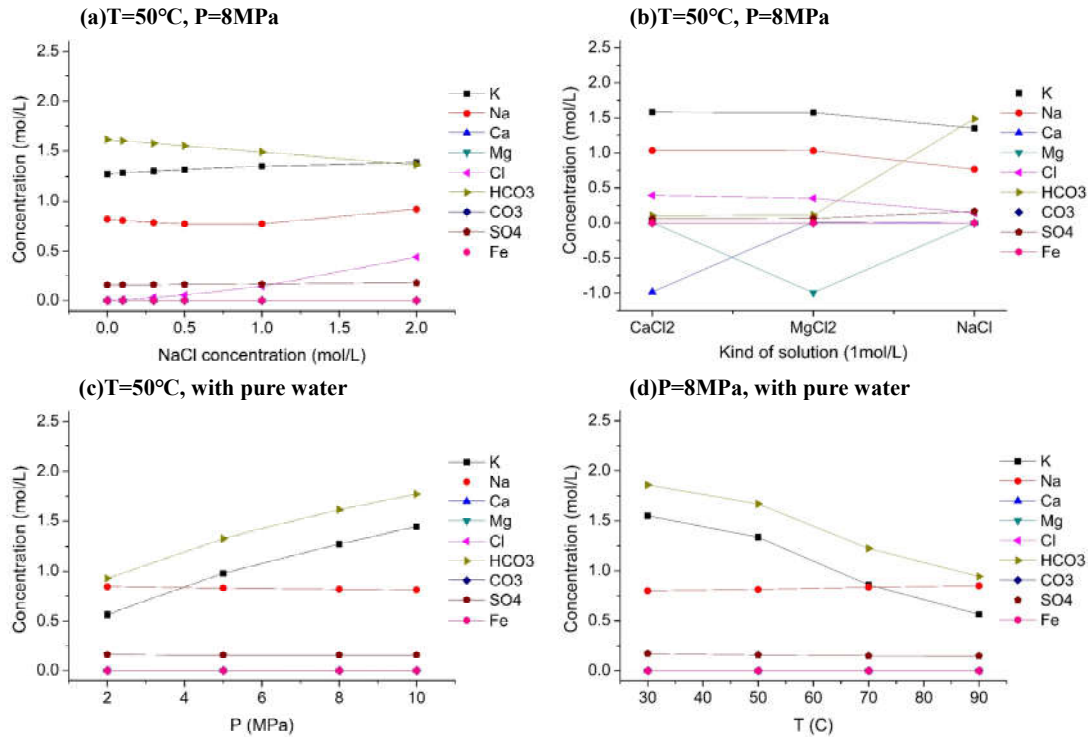 (a)T=50℃, P=8MPa
2.5
2.0
1.5
1.0
0.5
0.0
Concentration (mol/L)
0.0
0.5
1.0
1.5
2.0
NaCl concentration (mol/L)
K
Na
Ca
Mg
Cl
HCO3
CO3
SO4
Fe
(b)T=50℃, P=8MPa
2.5
2.0
1.5
1.0
0.5
0.0
-0.5
-1.0
Concentration (mol/L)
CaCl2
MgCl2
NaCl
Kind of solution (1mol/L)
K
Na
Ca
Mg
Cl
HCO3
CO3
SO4
Fe
(c)T=50℃, with pure water
2.5
2.0
1.5
1.0
0.5
0.0
Concentration (mol/L)
2
4
6
8
10
P (MPa)
K
Na
Ca
Mg
Cl
HCO3
CO3
SO4
Fe
(d)P=8MPa, with pure water
2.5
2.0
1.5
1.0
0.5
0.0
Concentration (mol/L)
30
40
50
60
70
80
90
T (C)
K
Na
Ca
Mg
Cl
HCO3
CO3
SO4
Fe